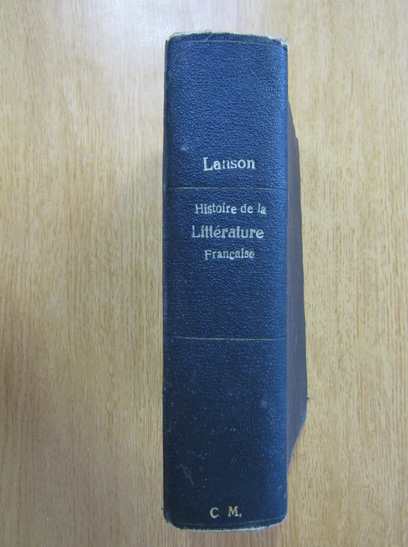 Lanson
Histoire de la
Littérature
Française
C M.